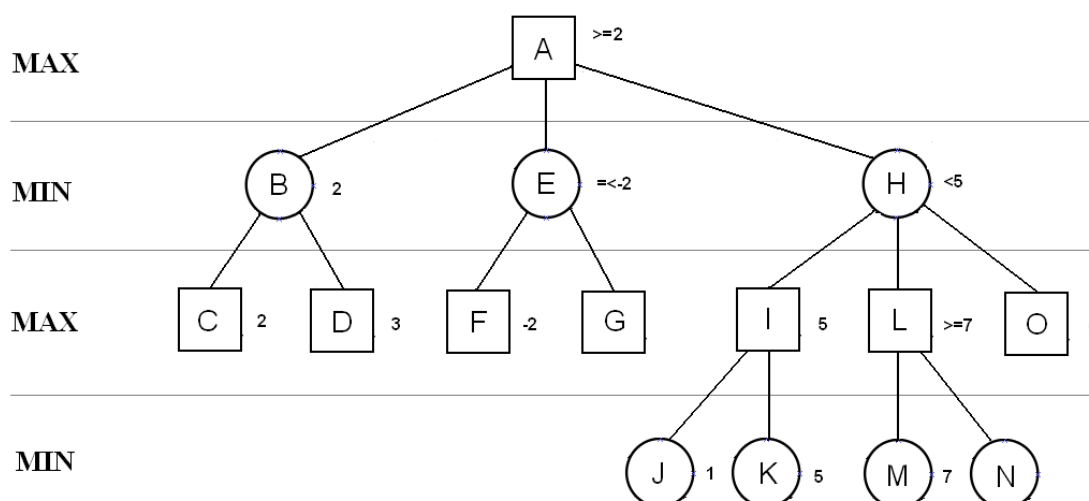 A >=2
MAX
B 2 E =<-2 H <5
MIN
C 2 D 3 F -2 G I 5 L >=7 O
MAX
J 1 K 5 M 7 N
MIN